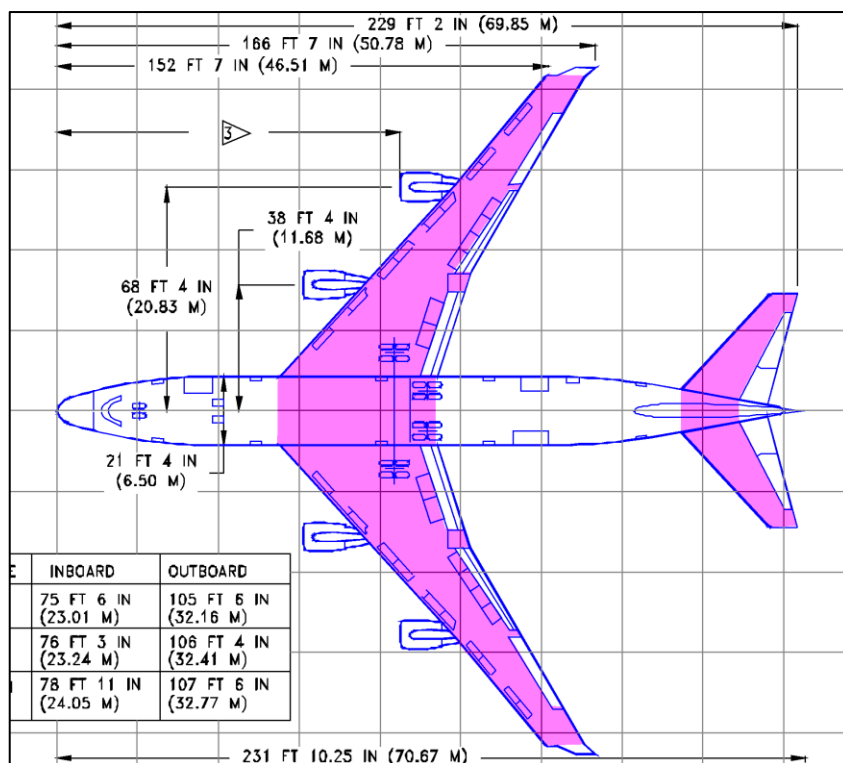 229 FT 2 IN (69.85 M)
166 FT 7 IN (50.78 M)
152 FT 7 IN (46.51 M)
3
38 FT 4 IN
(11.68 M)
68 FT 4 IN
(20.83 M)
21 FT 4 IN
(6.50 M)
E INBOARD OUTBOARD
75 FT 6 IN 105 FT 6 IN
(23.01 M) (32.16 M)
76 FT 3 IN 106 FT 4 IN
(23.24 M) (32.41 M)
78 FT 11 IN 107 FT 6 IN
(24.05 M) (32.77 M)
231 FT 10.25 IN (70.67 M)